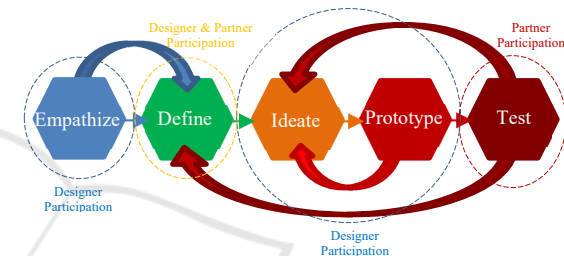 Designer & Partner
Participation
Partner
Participation
Empathize
Define
Ideate
Prototype
Test
Designer
Participation
Designer
Participation